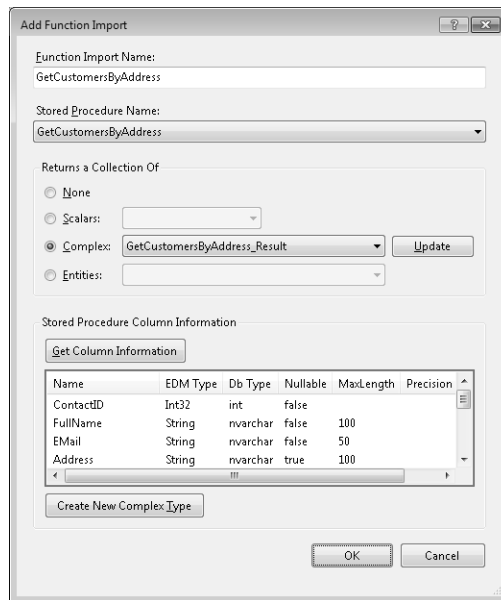 Add Function Import
Function Import Name:
GetCustomersByAddress
Stored Procedure Name:
GetCustomersByAddress
Returns a Collection Of
None
Scalars:
Complex: GetCustomersByAddress_Result Update
Entities:
Stored Procedure Column Information
Get Column Information
Name EDM Type Db Type Nullable MaxLength Precision
ContactID Int32 int false
FullName String nvarchar false 100
EMail String nvarchar false 50
Address String nvarchar true 100
Create New Complex Type
OK Cancel